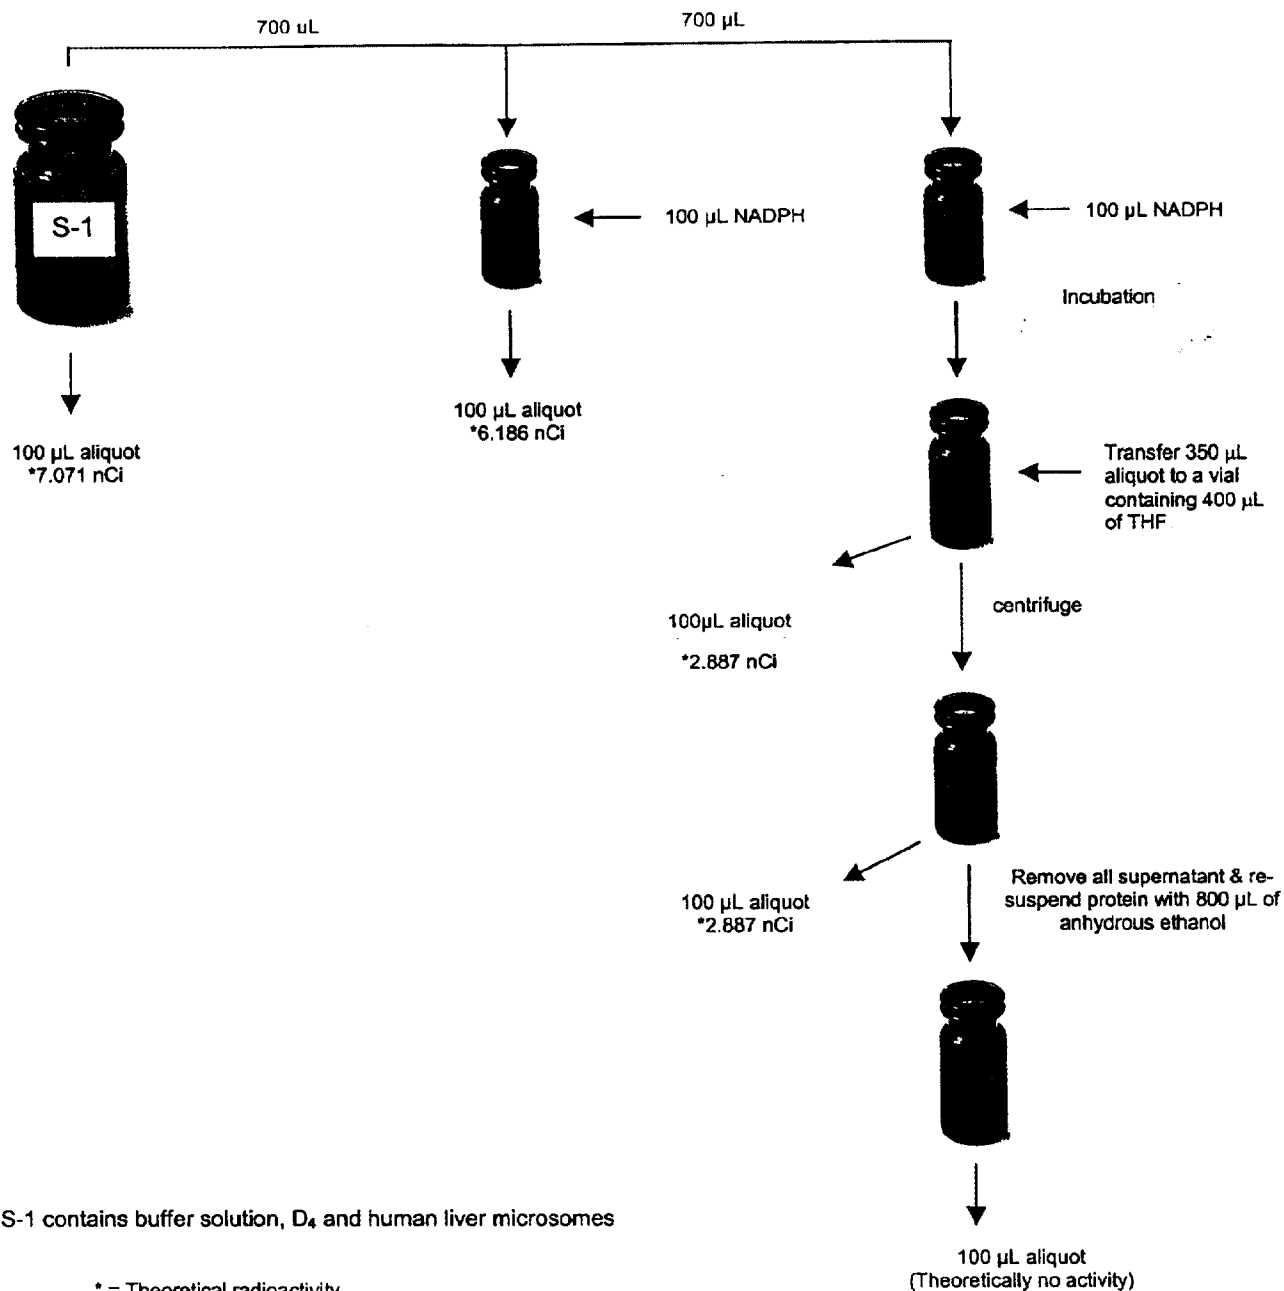 700 uL
700 µL
S-1
100 µL NADPH
100 µL NADPH
Incubation
100 µL aliquot
*7.071 nCi
100 µL aliquot
*6.186 nCi
Transfer 350 µL
aliquot to a vial
containing 400 µL
of THF
100µL aliquot
*2.887 nCi
centrifuge
100 µL aliquot
*2.887 nCi
Remove all supernatant & re-
suspend protein with 800 µL of
anhydrous ethanol
S-1 contains buffer solution, D₄ and human liver microsomes
100 µL aliquot
(Theoretically no activity)
* = Theoretical radioactivity